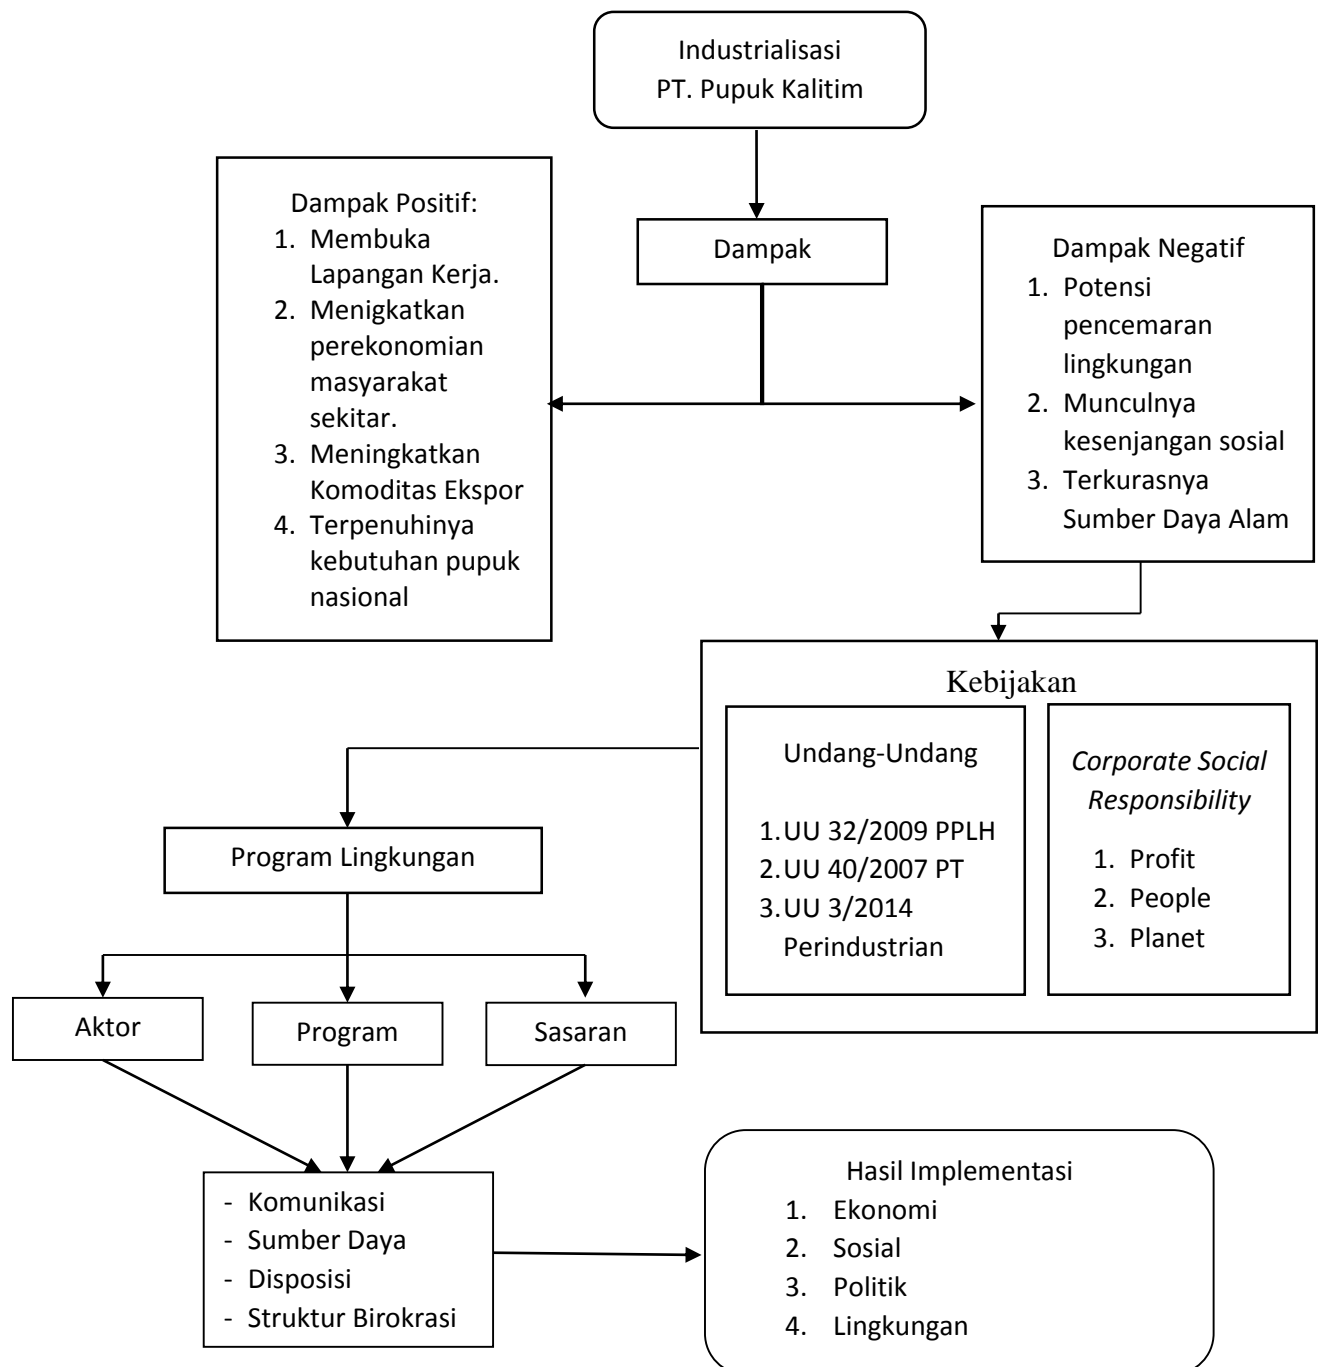 Industrialisasi
PT. Pupuk Kalitim
Dampak Positif:
1. Membuka
Lapangan Kerja.
2. Menigkatkan
perekonomian
masyarakat
sekitar.
3. Meningkatkan
Komoditas Ekspor
4. Terpenuhinya
kebutuhan pupuk
nasional
Dampak
Dampak Negatif
1. Potensi
pencemaran
lingkungan
2. Munculnya
kesenjangan sosial
3. Terkurasnya
Sumber Daya Alam
Kebijakan
Undang-Undang
1.UU 32/2009 PPLH
2.UU 40/2007 PT
3.UU 3/2014
Perindustrian
Corporate Social
Responsibility
1. Profit
2. People
3. Planet
Program Lingkungan
Aktor
Program
Sasaran
- Komunikasi
- Sumber Daya
- Disposisi
- Struktur Birokrasi
Hasil Implementasi
1. Ekonomi
2. Sosial
3. Politik
4. Lingkungan